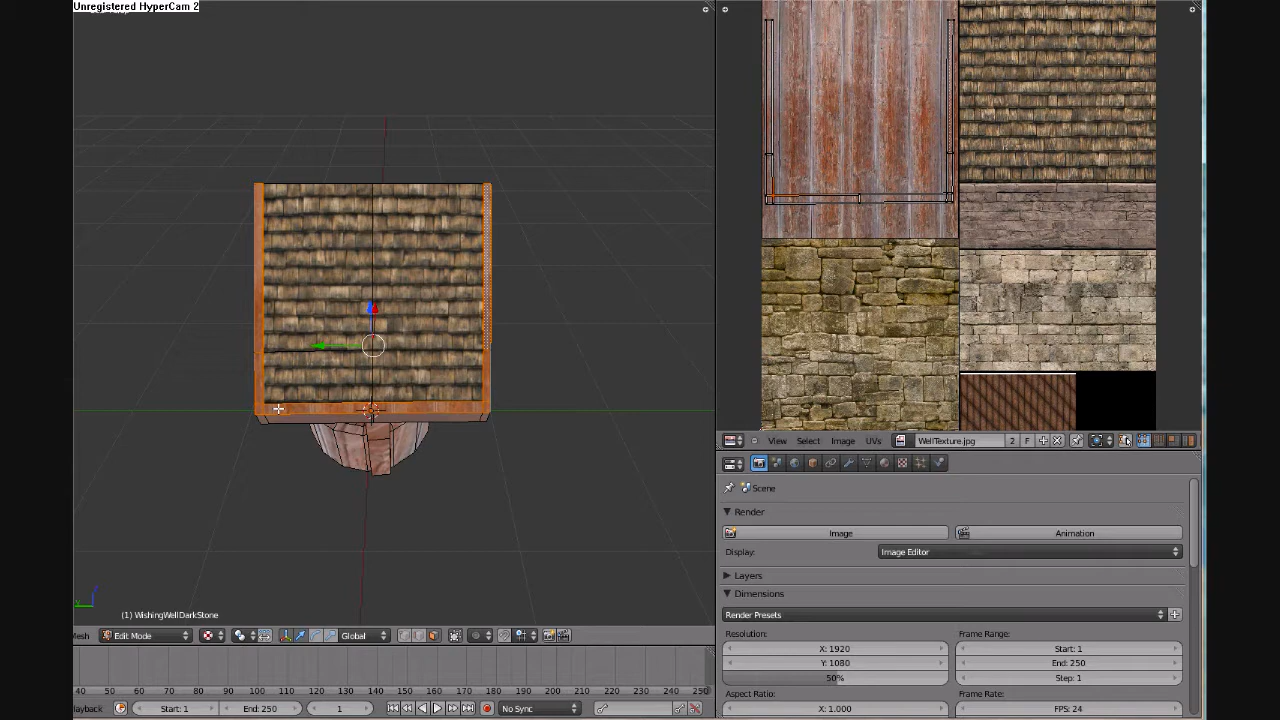 Unregistered HyperCam 2
(1) WishingWellDarkStone
Mesh
Edit Mode
Global
40 50 60 70 80 90 100 110 120 130 140 150 160 170 180 190 200 210 220 230 240 250
Playback
Start: 1
End: 250
1
No Sync
View
Select
Image
UVs
WellTexture.jpg
2
F
Scene
Render
Image
Animation
Display:
Image Editor
Layers
Dimensions
Render Presets
Resolution:
Frame Range:
X: 1920
Start: 1
Y: 1080
End: 250
50%
Step: 1
Aspect Ratio:
Frame Rate:
X: 1.000
FPS: 24